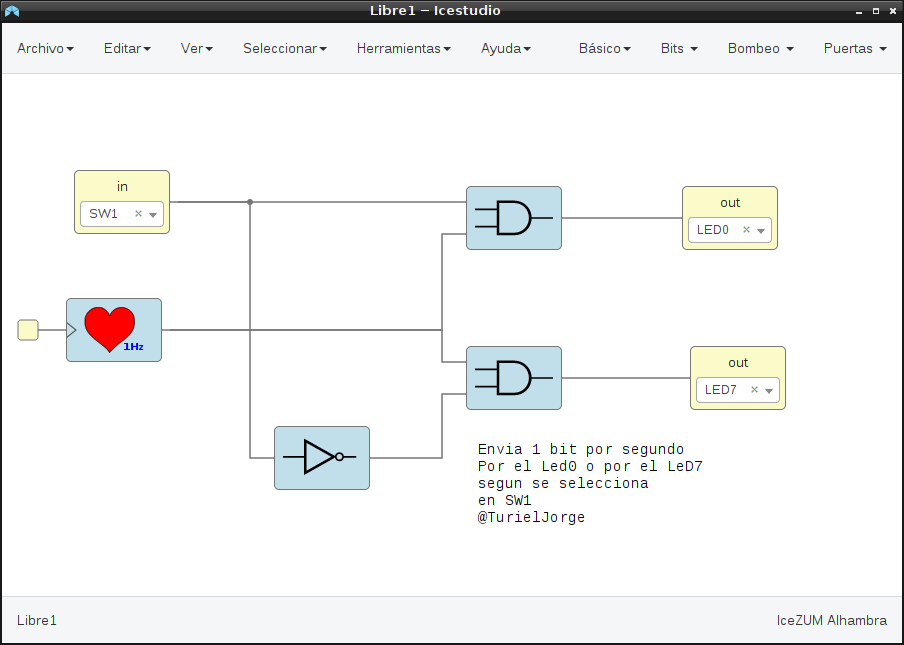 Libre1 – Icestudio
Archivo Editar Ver Seleccionar Herramientas Ayuda Básico Bits Bombeo Puertas
in
SW1
out
LED0
1Hz
out
LED7
Envia 1 bit por segundo
Por el Led0 o por el LeD7
segun se selecciona
en SW1
@TurielJorge
Libre1 IceZUM Alhambra